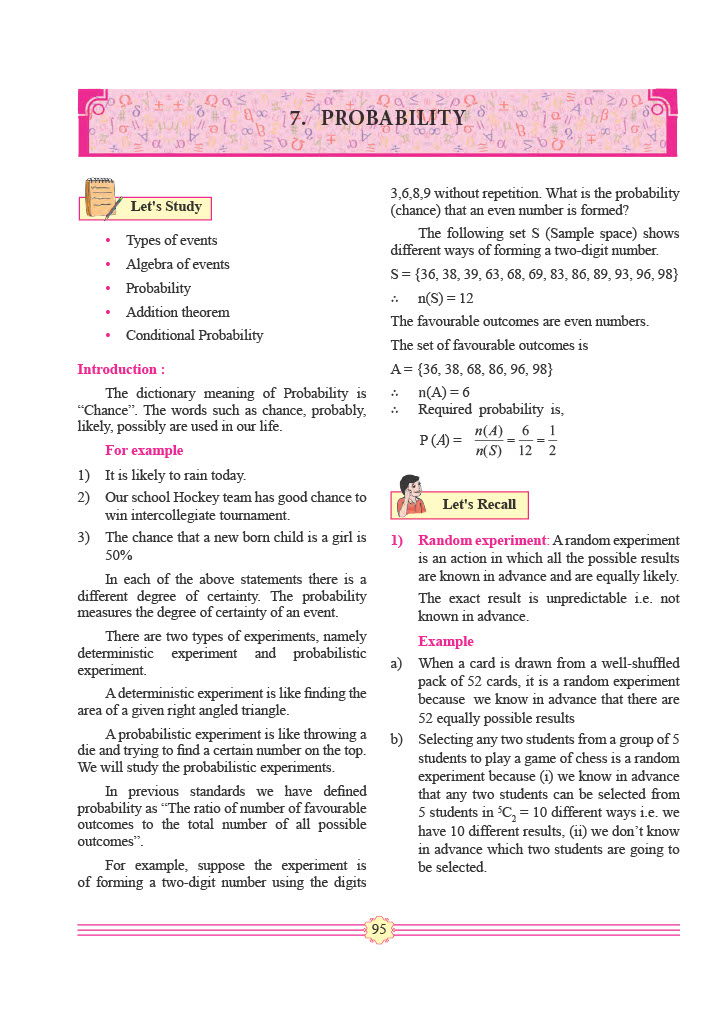 7. PROBABILITY
Let's Study
• Types of events
• Algebra of events
• Probability
• Addition theorem
• Conditional Probability
Introduction :
The dictionary meaning of Probability is
“Chance”. The words such as chance, probably,
likely, possibly are used in our life.
For example
1) It is likely to rain today.
2) Our school Hockey team has good chance to
win intercollegiate tournament.
3) The chance that a new born child is a girl is
50%
In each of the above statements there is a
different degree of certainty. The probability
measures the degree of certainty of an event.
There are two types of experiments, namely
deterministic experiment and probabilistic
experiment.
A deterministic experiment is like finding the
area of a given right angled triangle.
A probabilistic experiment is like throwing a
die and trying to find a certain number on the top.
We will study the probabilistic experiments.
In previous standards we have defined
probability as “The ratio of number of favourable
outcomes to the total number of all possible
outcomes”.
For example, suppose the experiment is
of forming a two-digit number using the digits
3,6,8,9 without repetition. What is the probability
(chance) that an even number is formed?
The following set S (Sample space) shows
different ways of forming a two-digit number.
S = {36, 38, 39, 63, 68, 69, 83, 86, 89, 93, 96, 98}
∴ n(S) = 12
The favourable outcomes are even numbers.
The set of favourable outcomes is
A = {36, 38, 68, 86, 96, 98}
∴ n(A) = 6
∴ Required probability is,
P (A) = n(A)/n(S) = 6/12 = 1/2
Let's Recall
1) Random experiment: A random experiment
is an action in which all the possible results
are known in advance and are equally likely.
The exact result is unpredictable i.e. not
known in advance.
Example
a) When a card is drawn from a well-shuffled
pack of 52 cards, it is a random experiment
because we know in advance that there are
52 equally possible results
b) Selecting any two students from a group of 5
students to play a game of chess is a random
experiment because (i) we know in advance
that any two students can be selected from
5 students in ⁵C₂ = 10 different ways i.e. we
have 10 different results, (ii) we don’t know
in advance which two students are going to
be selected.
95